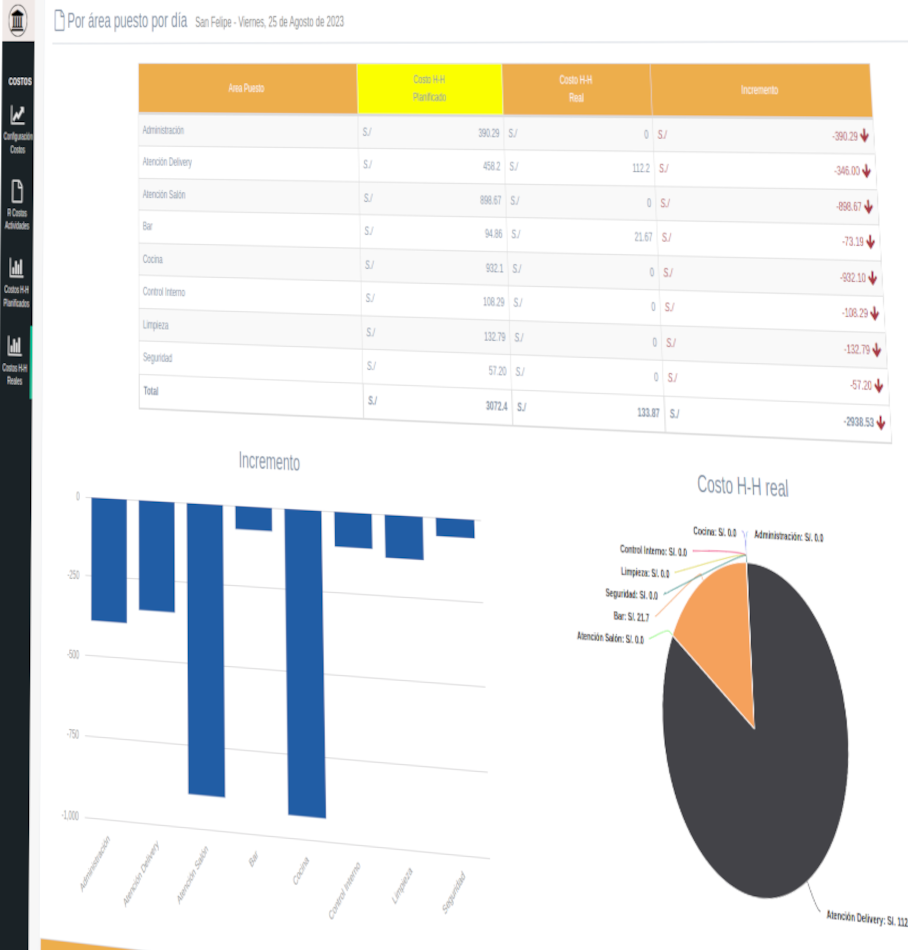 Por área puesto por día San Felipe - Viernes, 25 de Agosto de 2023
COSTOS
Configuración
Costos
R Costos
Actividades
Costos H-H
Planificados
Costos H-H
Reales
Area Puesto Costo H-H Planificado Costo H-H Real Incremento
Administración S./ 390.29 S./ 0 S./ -390.29
Atención Delivery S./ 458.2 S./ 112.2 S./ -346.00
Atención Salón S./ 898.67 S./ 0 S./ -898.67
Bar S./ 94.86 S./ 21.67 S./ -73.19
Cocina S./ 932.1 S./ 0 S./ -932.10
Control Interno S./ 108.29 S./ 0 S./ -108.29
Limpieza S./ 132.79 S./ 0 S./ -132.79
Seguridad S./ 57.20 S./ 0 S./ -57.20
Total S./ 3072.4 S./ 133.87 S./ -2938.53
Incremento
0
-250
-500
-750
-1,000
Administración
Atención Delivery
Atención Salón
Bar
Cocina
Control Interno
Limpieza
Seguridad
Costo H-H real
Cocina: S/. 0.0 Administración: S/. 0.0
Control Interno: S/. 0.0
Limpieza: S/. 0.0
Seguridad: S/. 0.0
Bar: S/. 21.7
Atención Salón: S/. 0.0
Atención Delivery: S/. 112